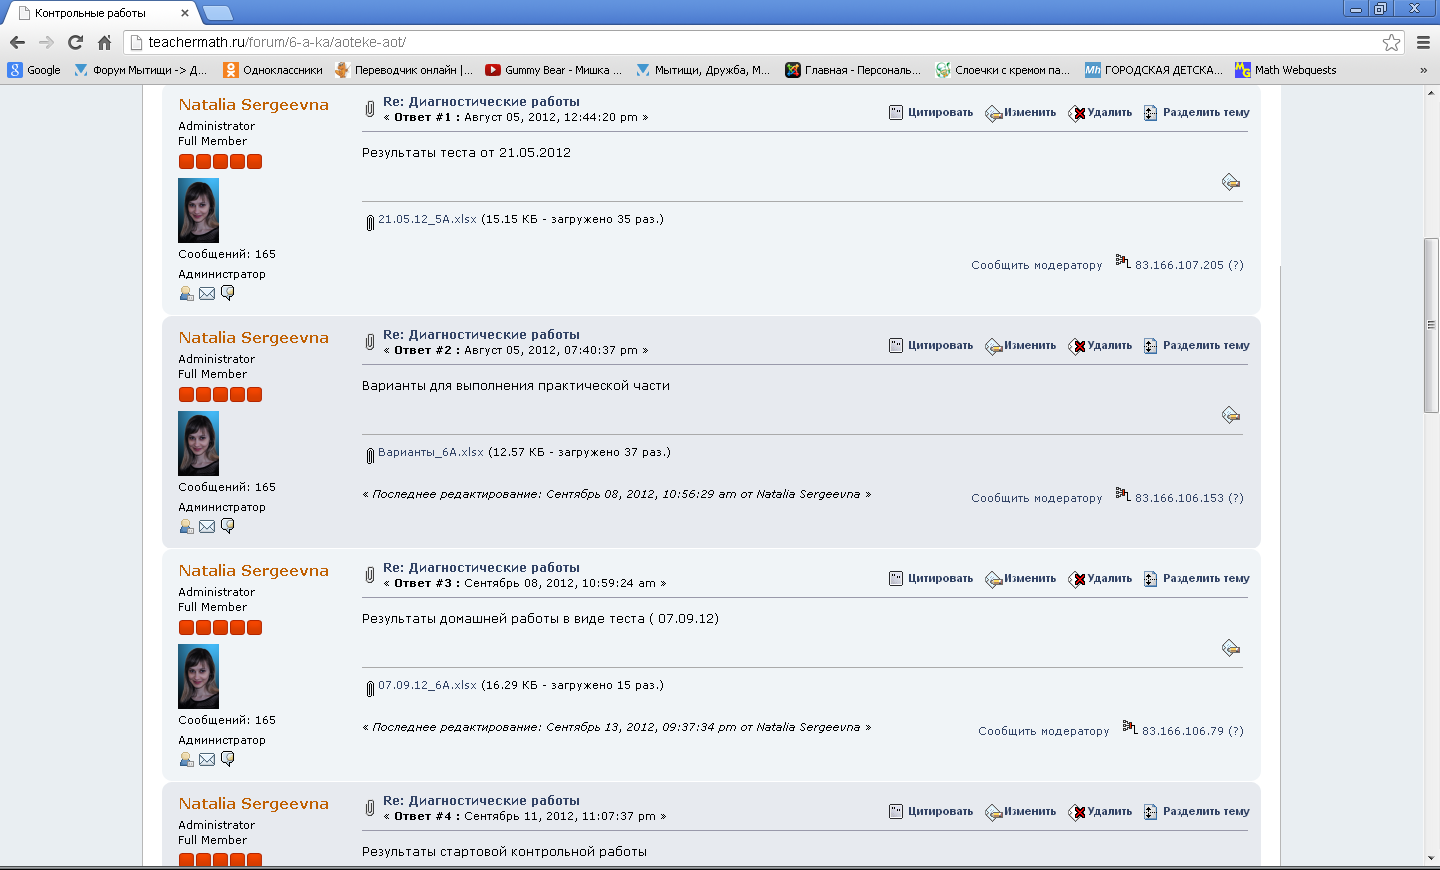 Контрольные работы
teachermath.ru/forum/6-a-ka/aoteke-aot/
Google Форум Мытищи -> Д... Одноклассники Переводчик онлайн |... Gummy Bear - Мишка ... Мытищи, Дружба, М... Главная - Персональ... Слоечки с кремом па... ГОРОДСКАЯ ДЕТСКА... Math Webquests »
Natalia Sergeevna
Administrator
Full Member
Сообщений: 165
Администратор
Re: Диагностические работы
« Ответ #1 : Август 05, 2012, 12:44:20 pm »
Цитировать Изменить Удалить Разделить тему
Результаты теста от 21.05.2012
21.05.12_5A.xlsx (15.15 КБ - загружено 35 раз.)
Сообщить модератору 83.166.107.205 (?)
Natalia Sergeevna
Administrator
Full Member
Сообщений: 165
Администратор
Re: Диагностические работы
« Ответ #2 : Август 05, 2012, 07:40:37 pm »
Цитировать Изменить Удалить Разделить тему
Варианты для выполнения практической части
Варианты_6А.xlsx (12.57 КБ - загружено 37 раз.)
« Последнее редактирование: Сентябрь 08, 2012, 10:56:29 am от Natalia Sergeevna »
Сообщить модератору 83.166.106.153 (?)
Natalia Sergeevna
Administrator
Full Member
Сообщений: 165
Администратор
Re: Диагностические работы
« Ответ #3 : Сентябрь 08, 2012, 10:59:24 am »
Цитировать Изменить Удалить Разделить тему
Результаты домашней работы в виде теста ( 07.09.12)
07.09.12_6A.xlsx (16.29 КБ - загружено 15 раз.)
« Последнее редактирование: Сентябрь 13, 2012, 09:37:34 pm от Natalia Sergeevna »
Сообщить модератору 83.166.106.79 (?)
Natalia Sergeevna
Administrator
Full Member
Re: Диагностические работы
« Ответ #4 : Сентябрь 11, 2012, 11:07:37 pm »
Цитировать Изменить Удалить Разделить тему
Результаты стартовой контрольной работы